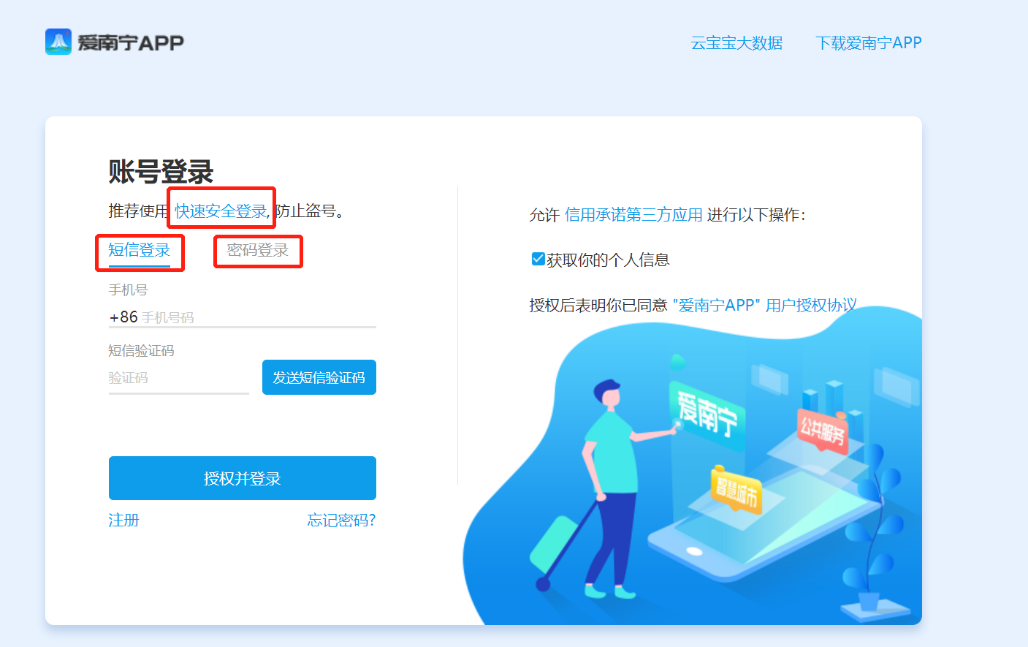 爱南宁APP
云宝宝大数据 下载爱南宁APP
账号登录
推荐使用 快速安全登录, 防止盗号。
短信登录 密码登录
手机号
+86 手机号码
短信验证码
验证码 发送短信验证码
授权并登录
注册 忘记密码?
允许 信用承诺第三方应用 进行以下操作:
获取你的个人信息
授权后表明你已同意 "爱南宁APP" 用户授权协议
爱南宁
公共服务
智慧城市